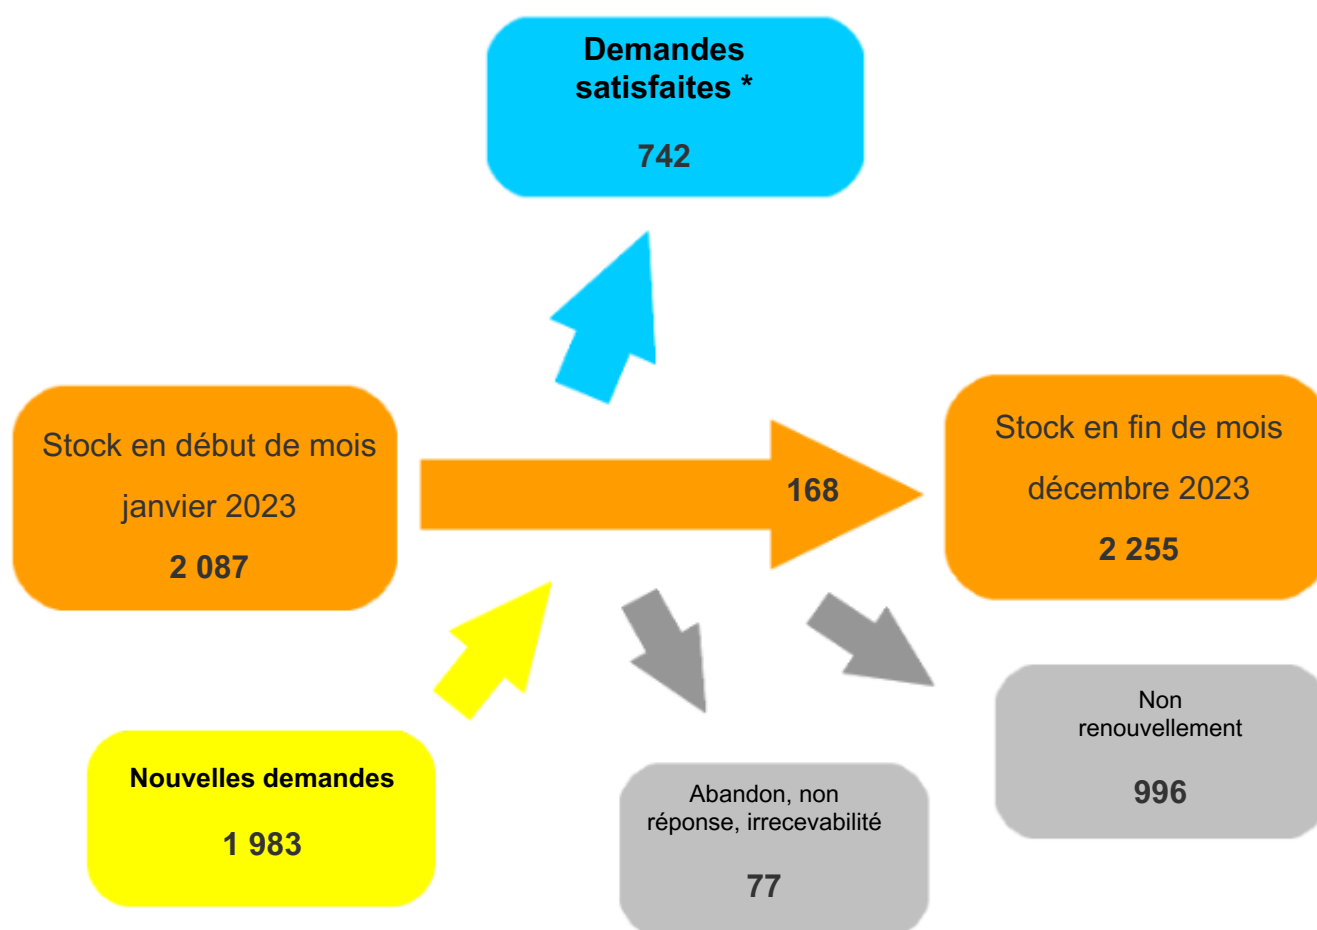 Demandes
satisfaites *
742
Stock en début de mois
janvier 2023
2 087
168
Stock en fin de mois
décembre 2023
2 255
Nouvelles demandes
1 983
Abandon, non
réponse, irrecevabilité
77
Non
renouvellement
996